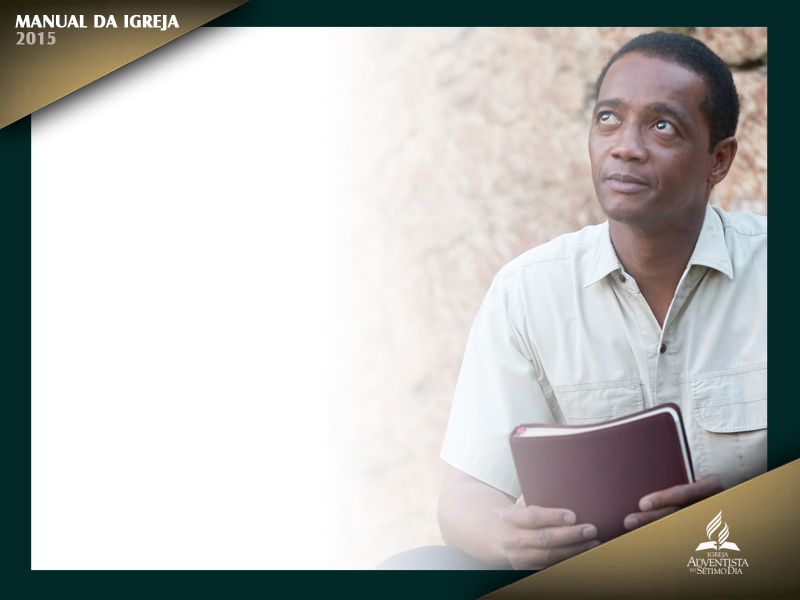 MANUAL DA IGREJA
2015
IGREJA
ADVENTISTA
DO SÉTIMO DIA